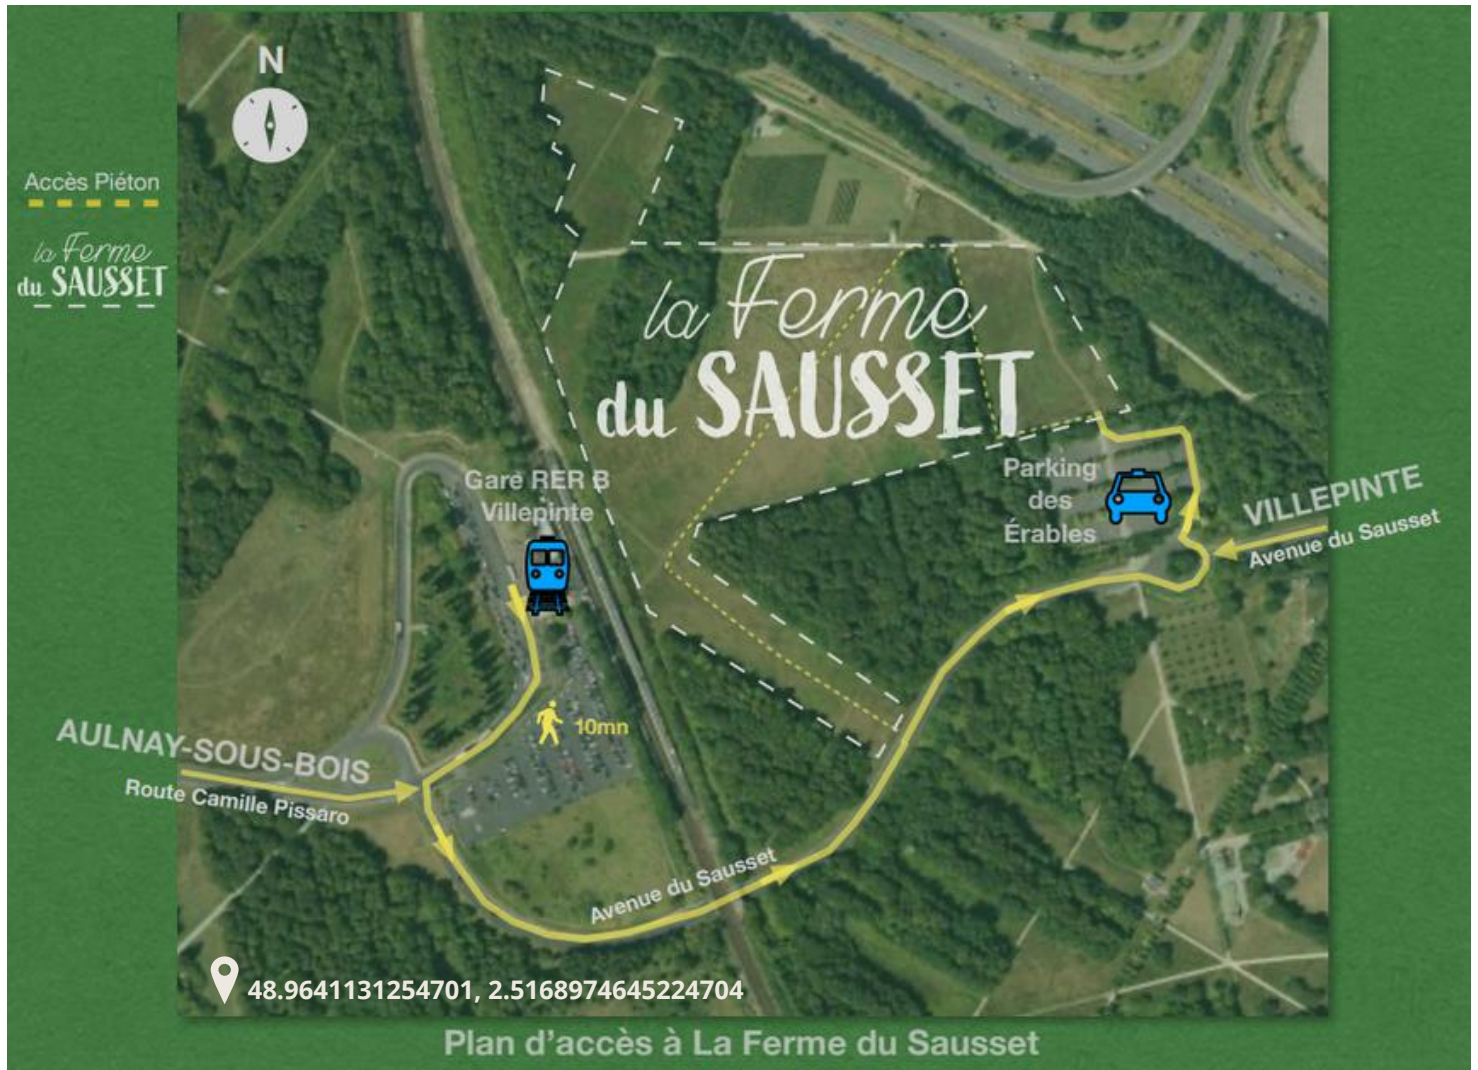 N
Accès Piéton
la Ferme
du SAUSSET
la Ferme
du SAUSSET
Gare RER B
Villepinte
Parking
des
Érables
VILLEPINTE
Avenue du Sausset
10mn
AULNAY-SOUS-BOIS
Route Camille Pissaro
Avenue du Sausset
48.9641131254701, 2.5168974645224704
Plan d'accès à La Ferme du Sausset